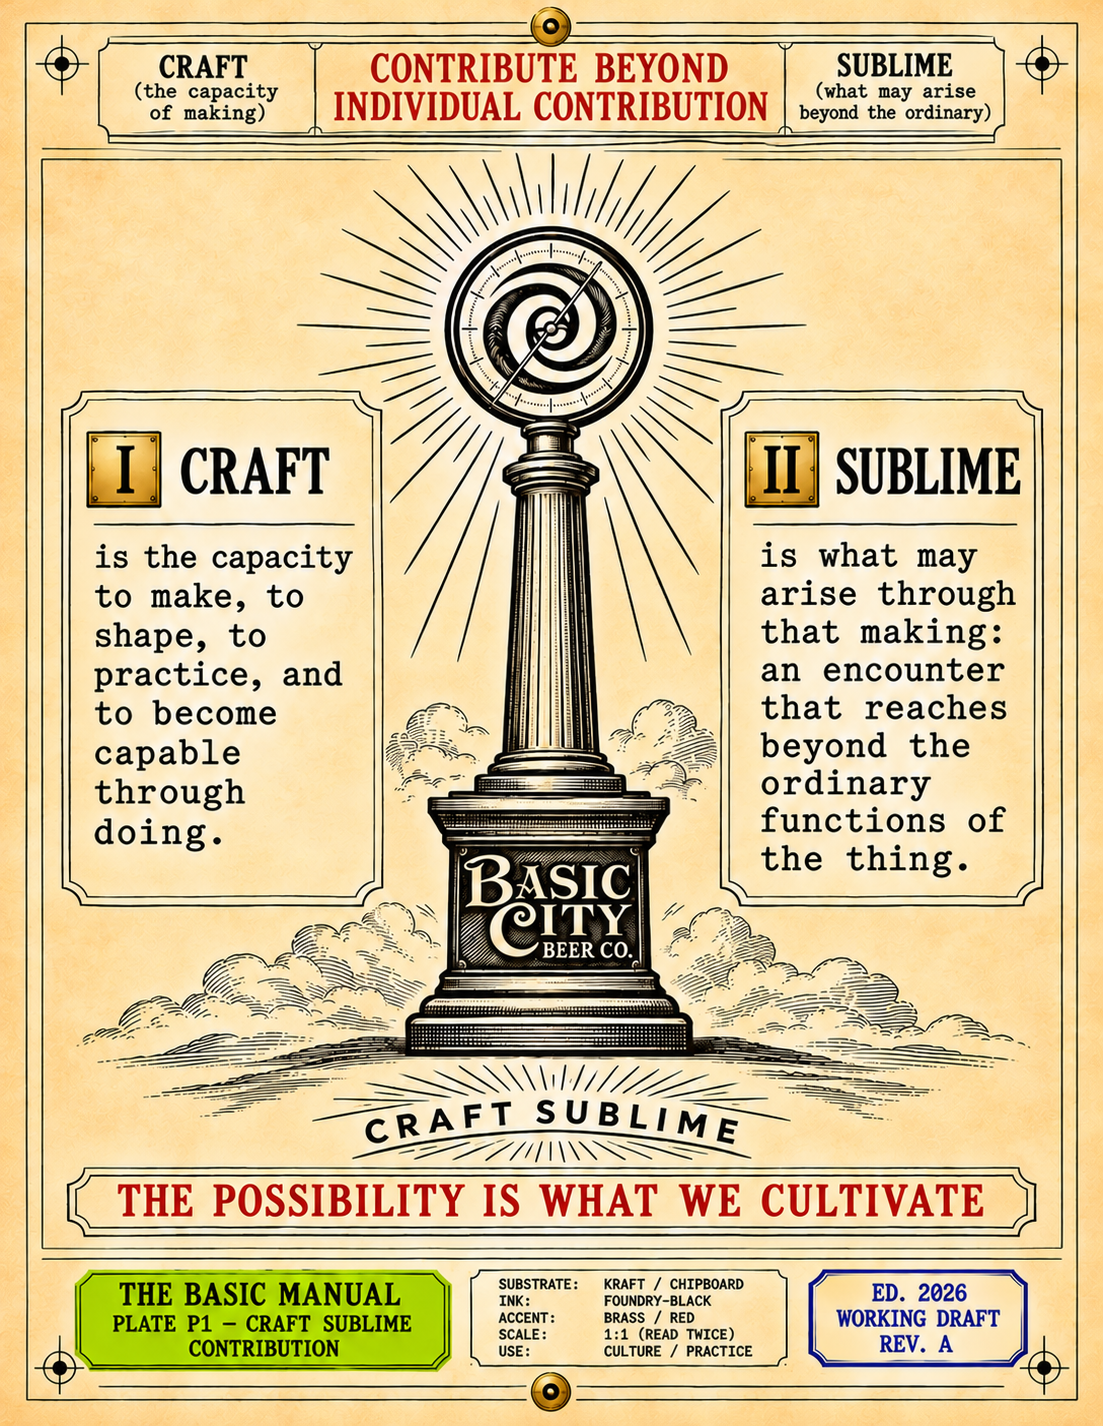 CRAFT
(the capacity
of making)
CONTRIBUTE BEYOND
INDIVIDUAL CONTRIBUTION
SUBLIME
(what may arise
beyond the ordinary)
I CRAFT
is the capacity
to make, to
shape, to
practice, and
to become
capable
through
doing.
II SUBLIME
is what may
arise through
that making:
an encounter
that reaches
beyond the
ordinary
functions of
the thing.
BASIC
CITY
BEER CO.
CRAFT SUBLIME
THE POSSIBILITY IS WHAT WE CULTIVATE
THE BASIC MANUAL
PLATE P1 – CRAFT SUBLIME
CONTRIBUTION
SUBSTRATE: KRAFT / CHIPBOARD
INK: FOUNDRY-BLACK
ACCENT: BRASS / RED
SCALE: 1:1 (READ TWICE)
USE: CULTURE / PRACTICE
ED. 2026
WORKING DRAFT
REV. A